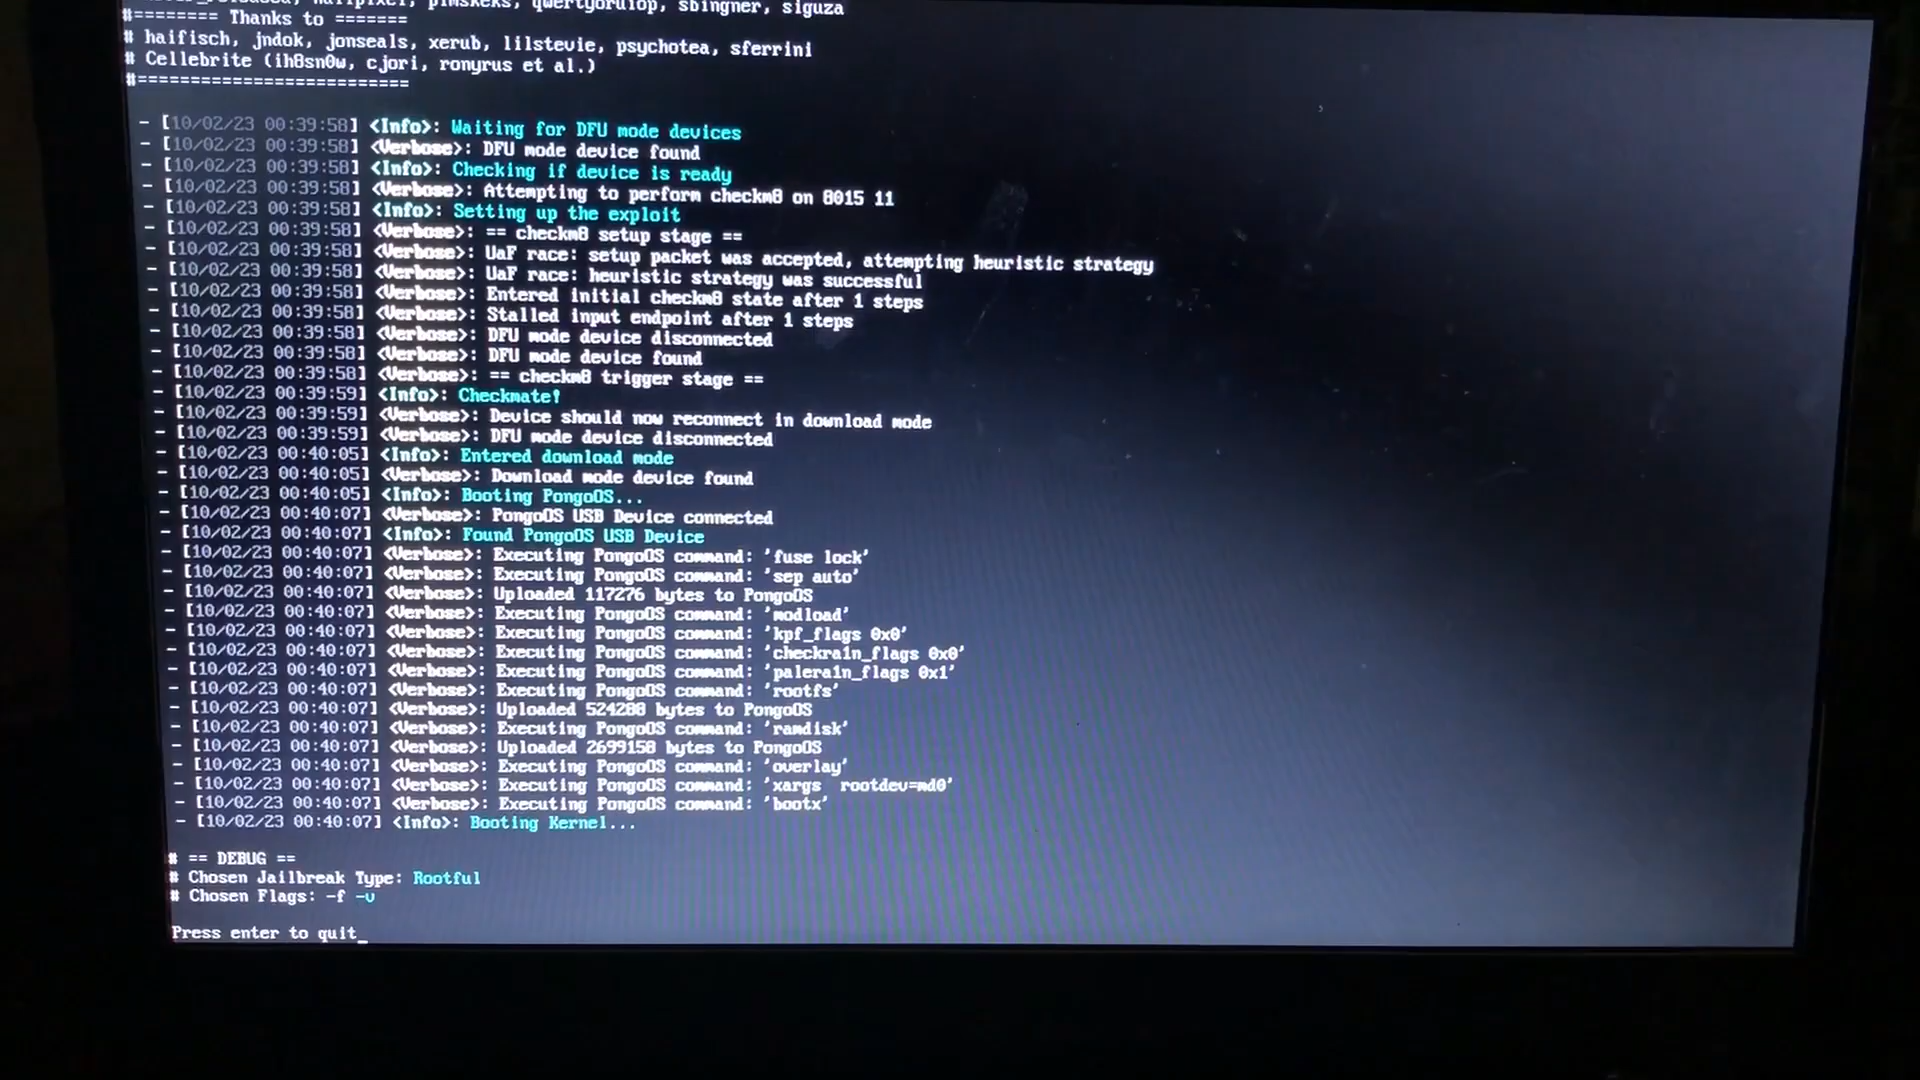 qwertyoruiop, sbingner, siguza
#======== Thanks to =======
# haifisch, jndok, jonseals, xerub, lilstevie, psychotea, sferrini
# Cellebrite (ih8sn0w, cjori, ronyrus et al.)
#==========================
- [10/02/23 00:39:58] <Info>: Waiting for DFU mode devices
- [10/02/23 00:39:58] <Verbose>: DFU mode device found
- [10/02/23 00:39:58] <Info>: Checking if device is ready
- [10/02/23 00:39:58] <Verbose>: Attempting to perform checkm8 on 8015 11
- [10/02/23 00:39:58] <Info>: Setting up the exploit
- [10/02/23 00:39:58] <Verbose>: == checkm8 setup stage ==
- [10/02/23 00:39:58] <Verbose>: UaF race: setup packet was accepted, attempting heuristic strategy
- [10/02/23 00:39:58] <Verbose>: UaF race: heuristic strategy was successful
- [10/02/23 00:39:58] <Verbose>: Entered initial checkm8 state after 1 steps
- [10/02/23 00:39:58] <Verbose>: Stalled input endpoint after 1 steps
- [10/02/23 00:39:58] <Verbose>: DFU mode device disconnected
- [10/02/23 00:39:58] <Verbose>: DFU mode device found
- [10/02/23 00:39:58] <Verbose>: == checkm8 trigger stage ==
- [10/02/23 00:39:59] <Info>: Checkmate!
- [10/02/23 00:39:59] <Verbose>: Device should now reconnect in download mode
- [10/02/23 00:39:59] <Verbose>: DFU mode device disconnected
- [10/02/23 00:40:05] <Info>: Entered download mode
- [10/02/23 00:40:05] <Verbose>: Download mode device found
- [10/02/23 00:40:05] <Info>: Booting PongoOS...
- [10/02/23 00:40:07] <Verbose>: PongoOS USB Device connected
- [10/02/23 00:40:07] <Info>: Found PongoOS USB Device
- [10/02/23 00:40:07] <Verbose>: Executing PongoOS command: 'fuse lock'
- [10/02/23 00:40:07] <Verbose>: Executing PongoOS command: 'sep auto'
- [10/02/23 00:40:07] <Verbose>: Uploaded 117276 bytes to PongoOS
- [10/02/23 00:40:07] <Verbose>: Executing PongoOS command: 'modload'
- [10/02/23 00:40:07] <Verbose>: Executing PongoOS command: 'kpf_flags 0x0'
- [10/02/23 00:40:07] <Verbose>: Executing PongoOS command: 'checkra1n_flags 0x0'
- [10/02/23 00:40:07] <Verbose>: Executing PongoOS command: 'palera1n_flags 0x1'
- [10/02/23 00:40:07] <Verbose>: Executing PongoOS command: 'rootfs'
- [10/02/23 00:40:07] <Verbose>: Uploaded 524288 bytes to PongoOS
- [10/02/23 00:40:07] <Verbose>: Executing PongoOS command: 'ramdisk'
- [10/02/23 00:40:07] <Verbose>: Uploaded 2699158 bytes to PongoOS
- [10/02/23 00:40:07] <Verbose>: Executing PongoOS command: 'overlay'
- [10/02/23 00:40:07] <Verbose>: Executing PongoOS command: 'xargs  rootdev=md0'
- [10/02/23 00:40:07] <Verbose>: Executing PongoOS command: 'bootx'
- [10/02/23 00:40:07] <Info>: Booting Kernel...
# == DEBUG ==
# Chosen Jailbreak Type: Rootful
# Chosen Flags: -f -v
Press enter to quit_